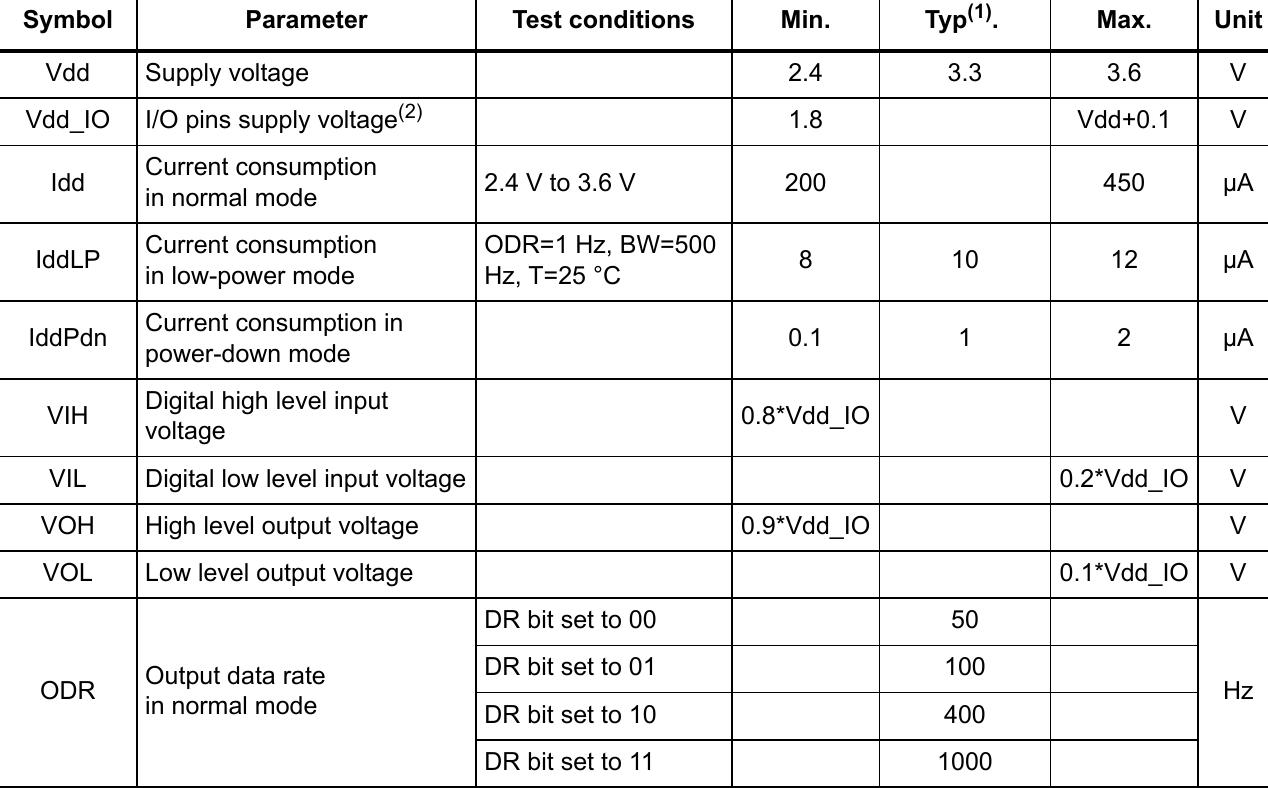 Symbol Parameter Test conditions Min. Typ(1). Max. Unit
Vdd Supply voltage 2.4 3.3 3.6 V
Vdd_IO I/O pins supply voltage(2) 1.8 Vdd+0.1 V
Idd Current consumption
in normal mode 2.4 V to 3.6 V 200 450 µA
IddLP Current consumption
in low-power mode ODR=1 Hz, BW=500
Hz, T=25 °C 8 10 12 µA
IddPdn Current consumption in
power-down mode 0.1 1 2 µA
VIH Digital high level input
voltage 0.8*Vdd_IO V
VIL Digital low level input voltage 0.2*Vdd_IO V
VOH High level output voltage 0.9*Vdd_IO V
VOL Low level output voltage 0.1*Vdd_IO V
ODR Output data rate
in normal mode DR bit set to 00 50
DR bit set to 01 100
DR bit set to 10 400
DR bit set to 11 1000
Hz